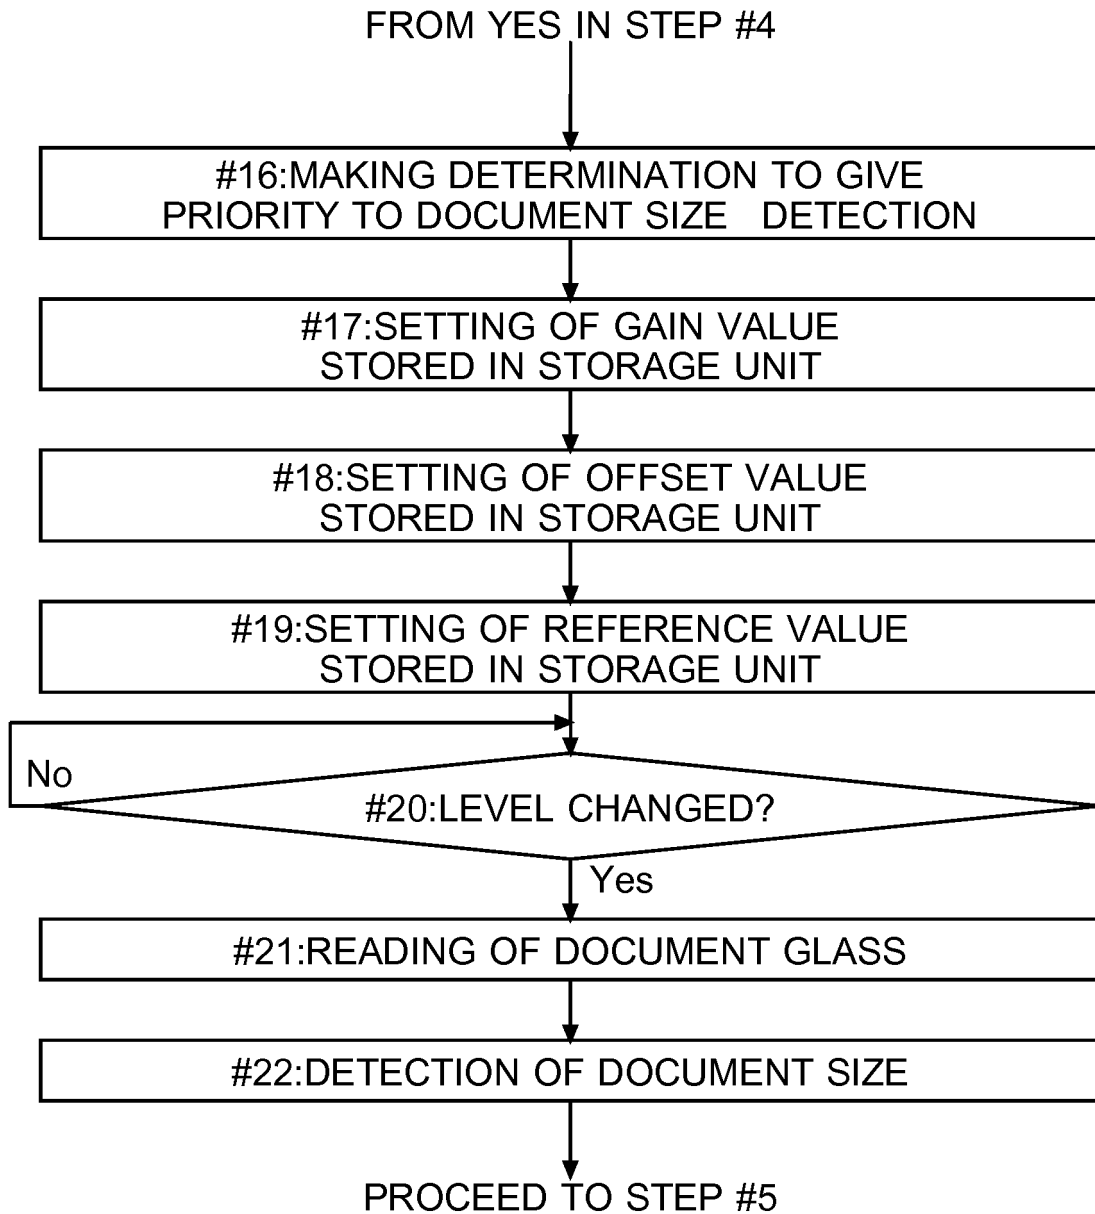 FROM YES IN STEP #4
#16:MAKING DETERMINATION TO GIVE
PRIORITY TO DOCUMENT SIZE DETECTION
#17:SETTING OF GAIN VALUE
STORED IN STORAGE UNIT
#18:SETTING OF OFFSET VALUE
STORED IN STORAGE UNIT
#19:SETTING OF REFERENCE VALUE
STORED IN STORAGE UNIT
No
#20:LEVEL CHANGED?
Yes
#21:READING OF DOCUMENT GLASS
#22:DETECTION OF DOCUMENT SIZE
PROCEED TO STEP #5